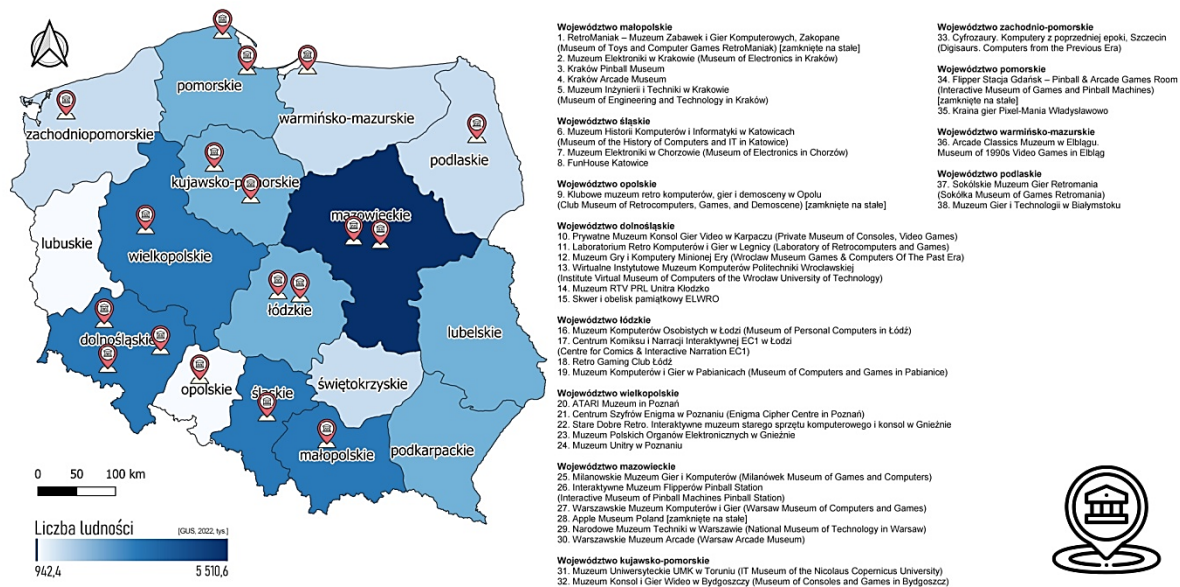 pomorskie
warmińsko-mazurskie
zachodniopomorskie
podlaskie
kujawsko-pomorskie
mazowieckie
lubuskie
wielkopolskie
łódzkie
lubelskie
dolnośląskie
opolskie
śląskie
świętokrzyskie
małopolskie
podkarpackie
0 50 100 km
Liczba ludności [GUS, 2022, tys.]
942,4 5 510,6
Województwo małopolskie
1. RetroManiak – Muzeum Zabawek i Gier Komputerowych, Zakopane
(Museum of Toys and Computer Games RetroManiak) [zamknięte na stałe]
2. Muzeum Elektroniki w Krakowie (Museum of Electronics in Kraków)
3. Kraków Pinball Museum
4. Kraków Arcade Museum
5. Muzeum Inżynierii i Techniki w Krakowie
(Museum of Engineering and Technology in Kraków)
Województwo śląskie
6. Muzeum Historii Komputerów i Informatyki w Katowicach
(Museum of the History of Computers and IT in Katowice)
7. Muzeum Elektroniki w Chorzowie (Museum of Electronics in Chorzów)
8. FunHouse Katowice
Województwo opolskie
9. Klubowe muzeum retro komputerów, gier i demosceny w Opolu
(Club Museum of Retrocomputers, Games, and Demoscene) [zamknięte na stałe]
Województwo dolnośląskie
10. Prywatne Muzeum Konsol Gier Video w Karpaczu (Private Museum of Consoles, Video Games)
11. Laboratorium Retro Komputerów i Gier w Legnicy (Laboratory of Retrocomputers and Games)
12. Muzeum Gry i Komputery Minionej Ery (Wroclaw Museum Games & Computers Of The Past Era)
13. Wirtualne Instytutowe Muzeum Komputerów Politechniki Wrocławskiej
(Institute Virtual Museum of Computers of the Wrocław University of Technology)
14. Muzeum RTV PRL Unitra Kłodzko
15. Skwer i obelisk pamiątkowy ELWRO
Województwo łódzkie
16. Muzeum Komputerów Osobistych w Łodzi (Museum of Personal Computers in Łódź)
17. Centrum Komiksu i Narracji Interaktywnej EC1 w Łodzi
(Centre for Comics & Interactive Narration EC1)
18. Retro Gaming Club Łódź
19. Muzeum Komputerów i Gier w Pabianicach (Museum of Computers and Games in Pabianice)
Województwo wielkopolskie
20. ATARI Museum in Poznań
21. Centrum Szyfrów Enigma w Poznaniu (Enigma Cipher Centre in Poznań)
22. Stare Dobre Retro. Interaktywne muzeum starego sprzętu komputerowego i konsol w Gnieźnie
23. Muzeum Polskich Organów Elektronicznych w Gnieźnie
24. Muzeum Unitry w Poznaniu
Województwo mazowieckie
25. Milanowskie Muzeum Gier i Komputerów (Milanówek Museum of Games and Computers)
26. Interaktywne Muzeum Flipperów Pinball Station
(Interactive Museum of Pinball Machines Pinball Station)
27. Warszawskie Muzeum Komputerów i Gier (Warsaw Museum of Computers and Games)
28. Apple Museum Poland [zamknięte na stałe]
29. Narodowe Muzeum Techniki w Warszawie (National Museum of Technology in Warsaw)
30. Warszawskie Muzeum Arcade (Warsaw Arcade Museum)
Województwo kujawsko-pomorskie
31. Muzeum Uniwersyteckie UMK w Toruniu (IT Museum of the Nicolaus Copernicus University)
32. Muzeum Konsol i Gier Wideo w Bydgoszczy (Museum of Consoles and Games in Bydgoszcz)
Województwo zachodnio-pomorskie
33. Cyfrozaury. Komputery z poprzedniej epoki, Szczecin
(Digisaurs. Computers from the Previous Era)
Województwo pomorskie
34. Flipper Stacja Gdańsk – Pinball & Arcade Games Room
(Interactive Museum of Games and Pinball Machines)
[zamknięte na stałe]
35. Kraina gier Pixel-Mania Władysławowo
Województwo warmińsko-mazurskie
36. Arcade Classics Muzeum w Elblągu.
Museum of 1990s Video Games in Elbląg
Województwo podlaskie
37. Sokólskie Muzeum Gier Retromania
(Sokółka Museum of Games Retromania)
38. Muzeum Gier i Technologii w Białymstoku